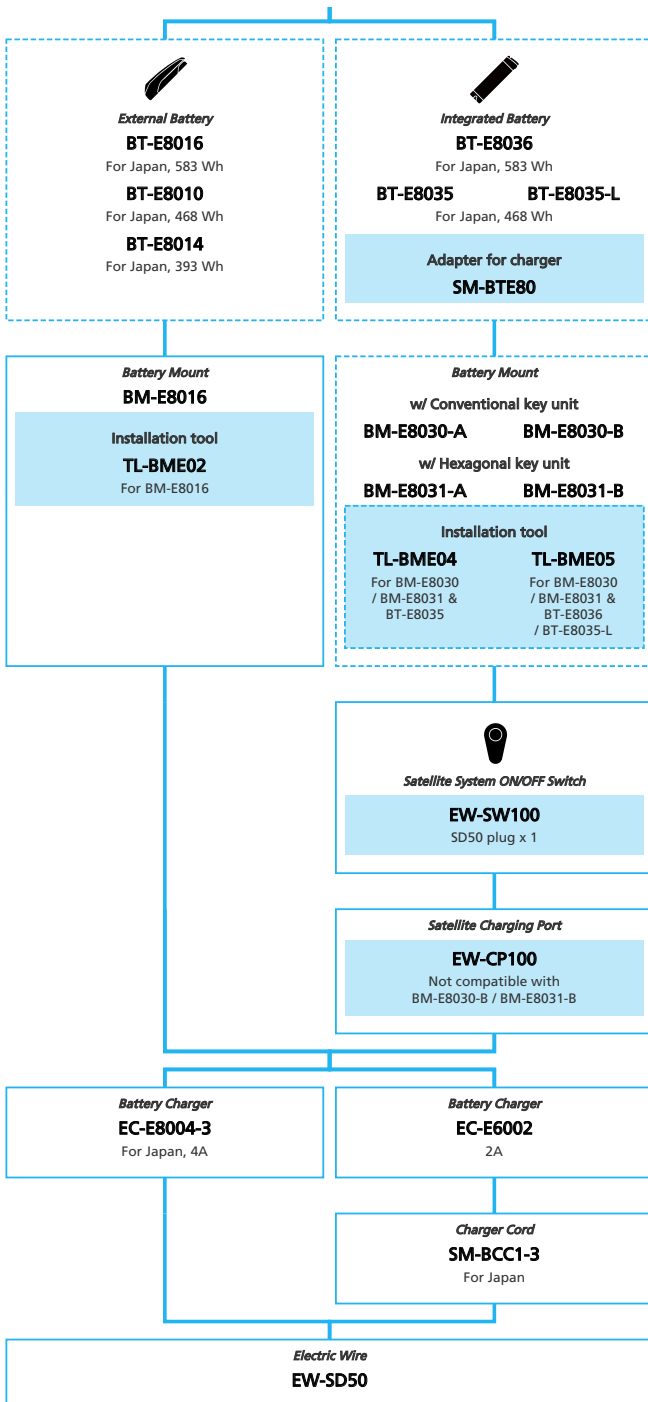 External Battery
BT-E8016
For Japan, 583 Wh
BT-E8010
For Japan, 468 Wh
BT-E8014
For Japan, 393 Wh
Integrated Battery
BT-E8036
For Japan, 583 Wh
BT-E8035 BT-E8035-L
For Japan, 468 Wh
Adapter for charger
SM-BTE80
Battery Mount
BM-E8016
Installation tool
TL-BME02
For BM-E8016
Battery Mount
w/ Conventional key unit
BM-E8030-A BM-E8030-B
w/ Hexagonal key unit
BM-E8031-A BM-E8031-B
Installation tool
TL-BME04
For BM-E8030
/ BM-E8031 &
BT-E8035
TL-BME05
For BM-E8030
/ BM-E8031 &
BT-E8036
/ BT-E8035-L
Satellite System ON/OFF Switch
EW-SW100
SD50 plug x 1
Satellite Charging Port
EW-CP100
Not compatible with
BM-E8030-B / BM-E8031-B
Battery Charger
EC-E8004-3
For Japan, 4A
Battery Charger
EC-E6002
2A
Charger Cord
SM-BCC1-3
For Japan
Electric Wire
EW-SD50